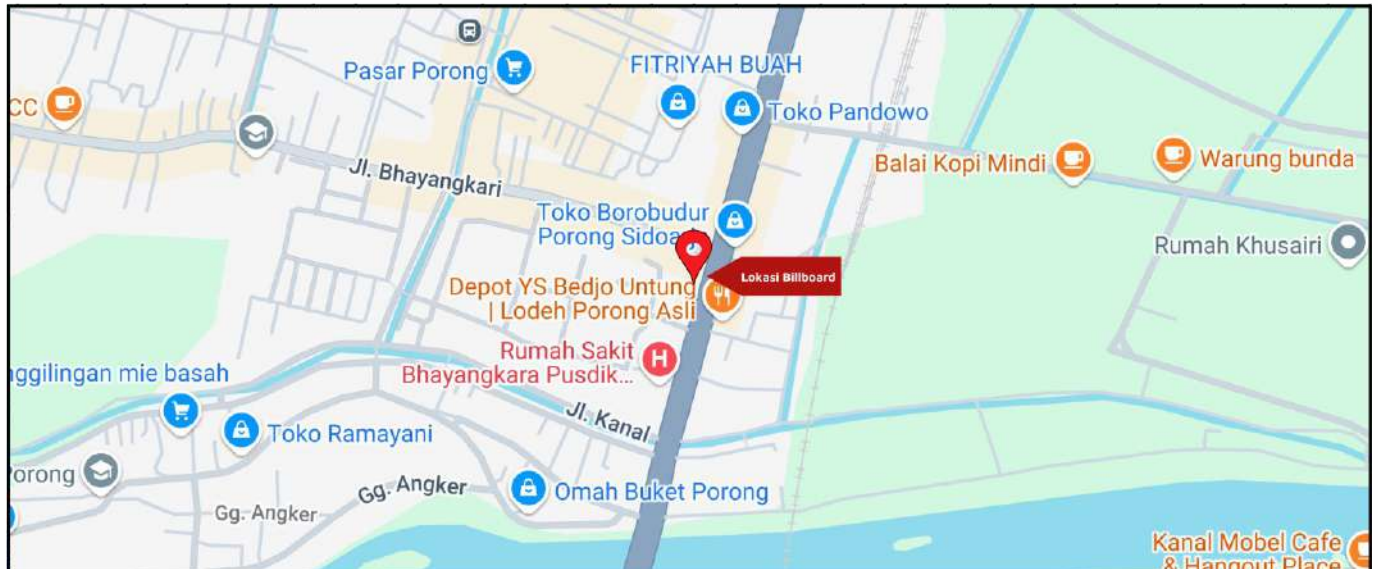 Pasar Porong
FITRIYAH BUAH
CC
Toko Pandowo
Jl. Bhayangkari
Balai Kopi Mindi
Warung bunda
Toko Borobudur
Porong
Rumah Khusairi
Lokasi Billboard
Depot YS Bedjo Untung
| Lodeh Porong Asli
Rumah Sakit
H
Bhayangkara Pusdik...
nggilingan mie basah
Jl. Kanal
Toko Ramayani
orong
Gg. Angker
Omah Buket Porong
Gg. Angker
Kanal Mobel Cafe
& Hangout Place